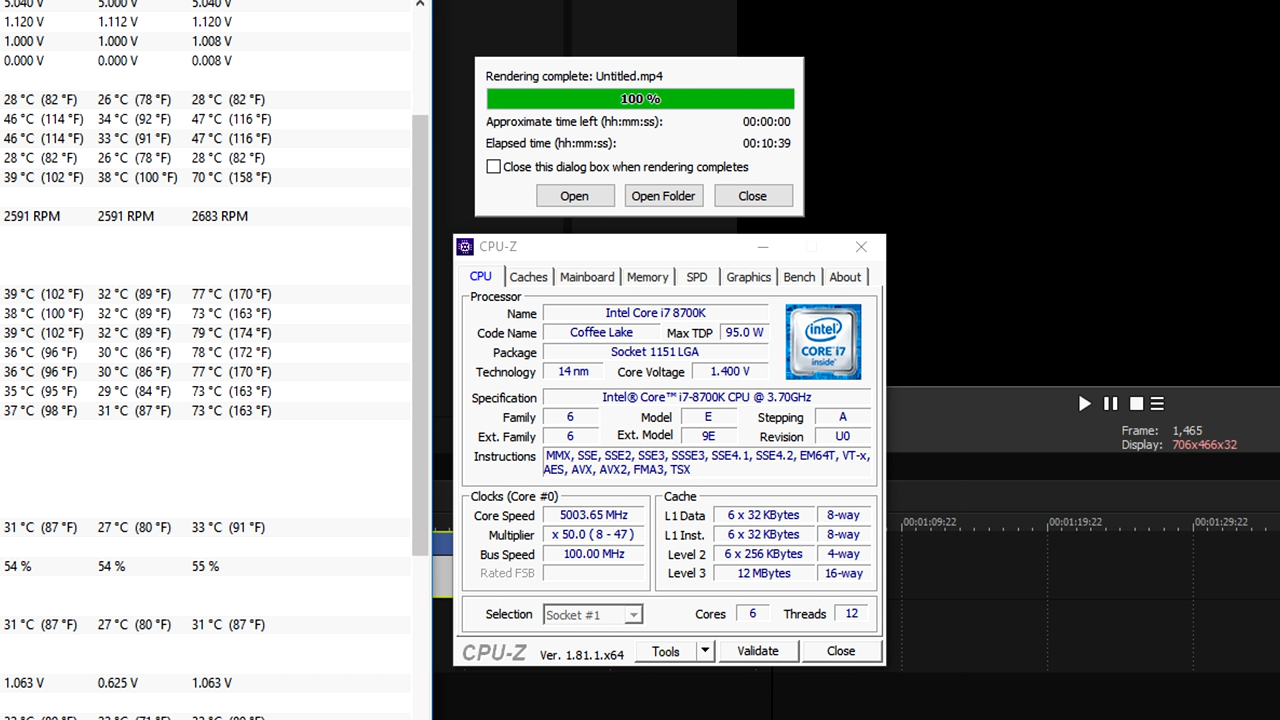 5.040 V 5.000 V 5.040 V
1.120 V 1.112 V 1.120 V
1.000 V 1.000 V 1.008 V
0.000 V 0.000 V 0.008 V
28 °C (82 °F) 26 °C (78 °F) 28 °C (82 °F)
46 °C (114 °F) 34 °C (92 °F) 47 °C (116 °F)
46 °C (114 °F) 33 °C (91 °F) 47 °C (116 °F)
28 °C (82 °F) 26 °C (78 °F) 28 °C (82 °F)
39 °C (102 °F) 38 °C (100 °F) 70 °C (158 °F)
2591 RPM 2591 RPM 2683 RPM
39 °C (102 °F) 32 °C (89 °F) 77 °C (170 °F)
38 °C (100 °F) 32 °C (89 °F) 73 °C (163 °F)
39 °C (102 °F) 32 °C (89 °F) 79 °C (174 °F)
36 °C (96 °F) 30 °C (86 °F) 78 °C (172 °F)
36 °C (96 °F) 30 °C (86 °F) 77 °C (170 °F)
35 °C (95 °F) 29 °C (84 °F) 73 °C (163 °F)
37 °C (98 °F) 31 °C (87 °F) 73 °C (163 °F)
31 °C (87 °F) 27 °C (80 °F) 33 °C (91 °F)
54 % 54 % 55 %
31 °C (87 °F) 27 °C (80 °F) 31 °C (87 °F)
1.063 V 0.625 V 1.063 V
Rendering complete: Untitled.mp4
100 %
Approximate time left (hh:mm:ss): 00:00:00
Elapsed time (hh:mm:ss): 00:10:39
Close this dialog box when rendering completes
Open Open Folder Close
CPU-Z
CPU Caches Mainboard Memory SPD Graphics Bench About
Processor
Name Intel Core i7 8700K
Code Name Coffee Lake Max TDP 95.0 W
Package Socket 1151 LGA
Technology 14 nm Core Voltage 1.400 V
intel
CORE i7
inside
Specification Intel® Core™ i7-8700K CPU @ 3.70GHz
Family 6 Model E Stepping A
Ext. Family 6 Ext. Model 9E Revision U0
Instructions MMX, SSE, SSE2, SSE3, SSSE3, SSE4.1, SSE4.2, EM64T, VT-x,
AES, AVX, AVX2, FMA3, TSX
Clocks (Core #0) Cache
Core Speed 5003.65 MHz L1 Data 6 x 32 KBytes 8-way
Multiplier x 50.0 ( 8 - 47 ) L1 Inst. 6 x 32 KBytes 8-way
Bus Speed 100.00 MHz Level 2 6 x 256 KBytes 4-way
Rated FSB Level 3 12 MBytes 16-way
Selection Socket #1 Cores 6 Threads 12
CPU-Z Ver. 1.81.1.x64 Tools Validate Close
Frame: 1,465
Display: 706x466x32
00:01:09:22 00:01:19:22 00:01:29:22